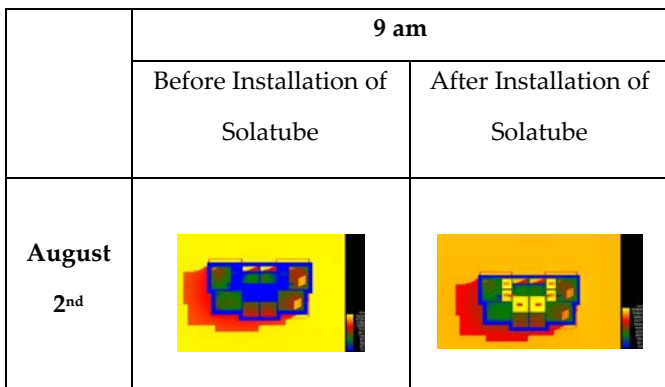 9 am
Before Installation of
Solatube
After Installation of
Solatube
August
2nd